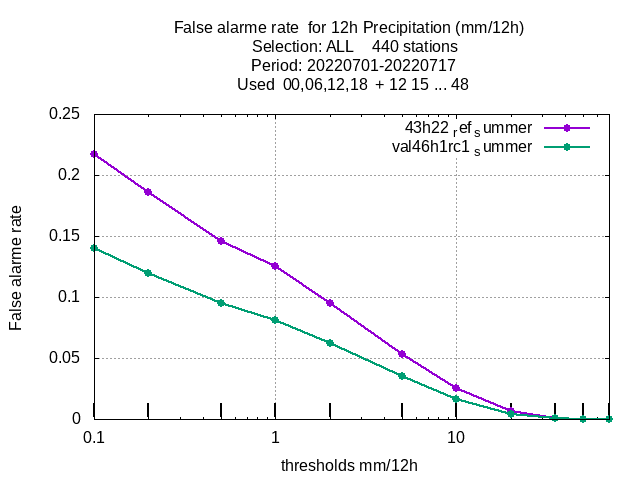 False alarme rate  for 12h Precipitation (mm/12h)
Selection: ALL    440 stations
Period: 20220701-20220717
Used  00,06,12,18  + 12 15 ... 48
43h22 ref summer
val46h1rc1 summer
False alarme rate
0.25
0.2
0.15
0.1
0.05
0
0.1
1
10
thresholds mm/12h